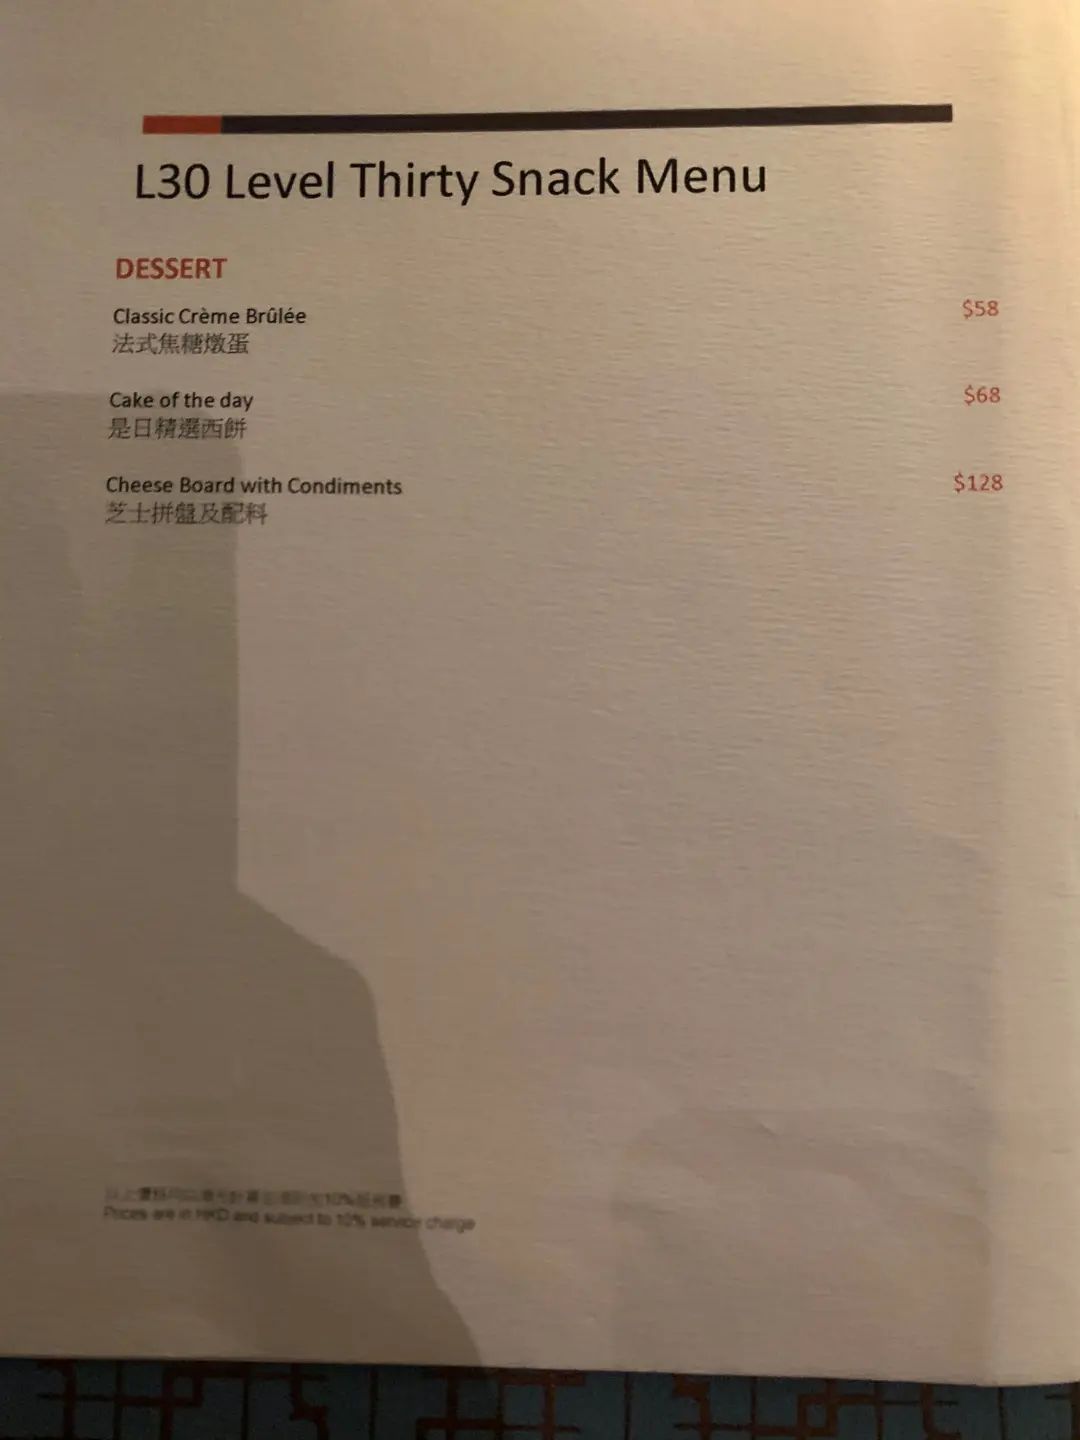 L30 Level Thirty Snack Menu
DESSERT
Classic Crème Brûlée $58
法式焦糖燉蛋
Cake of the day $68
是日精選西餅
Cheese Board with Condiments $128
芝士拼盤及配料
10%
Prices are in HKD and subject to 10% service charge